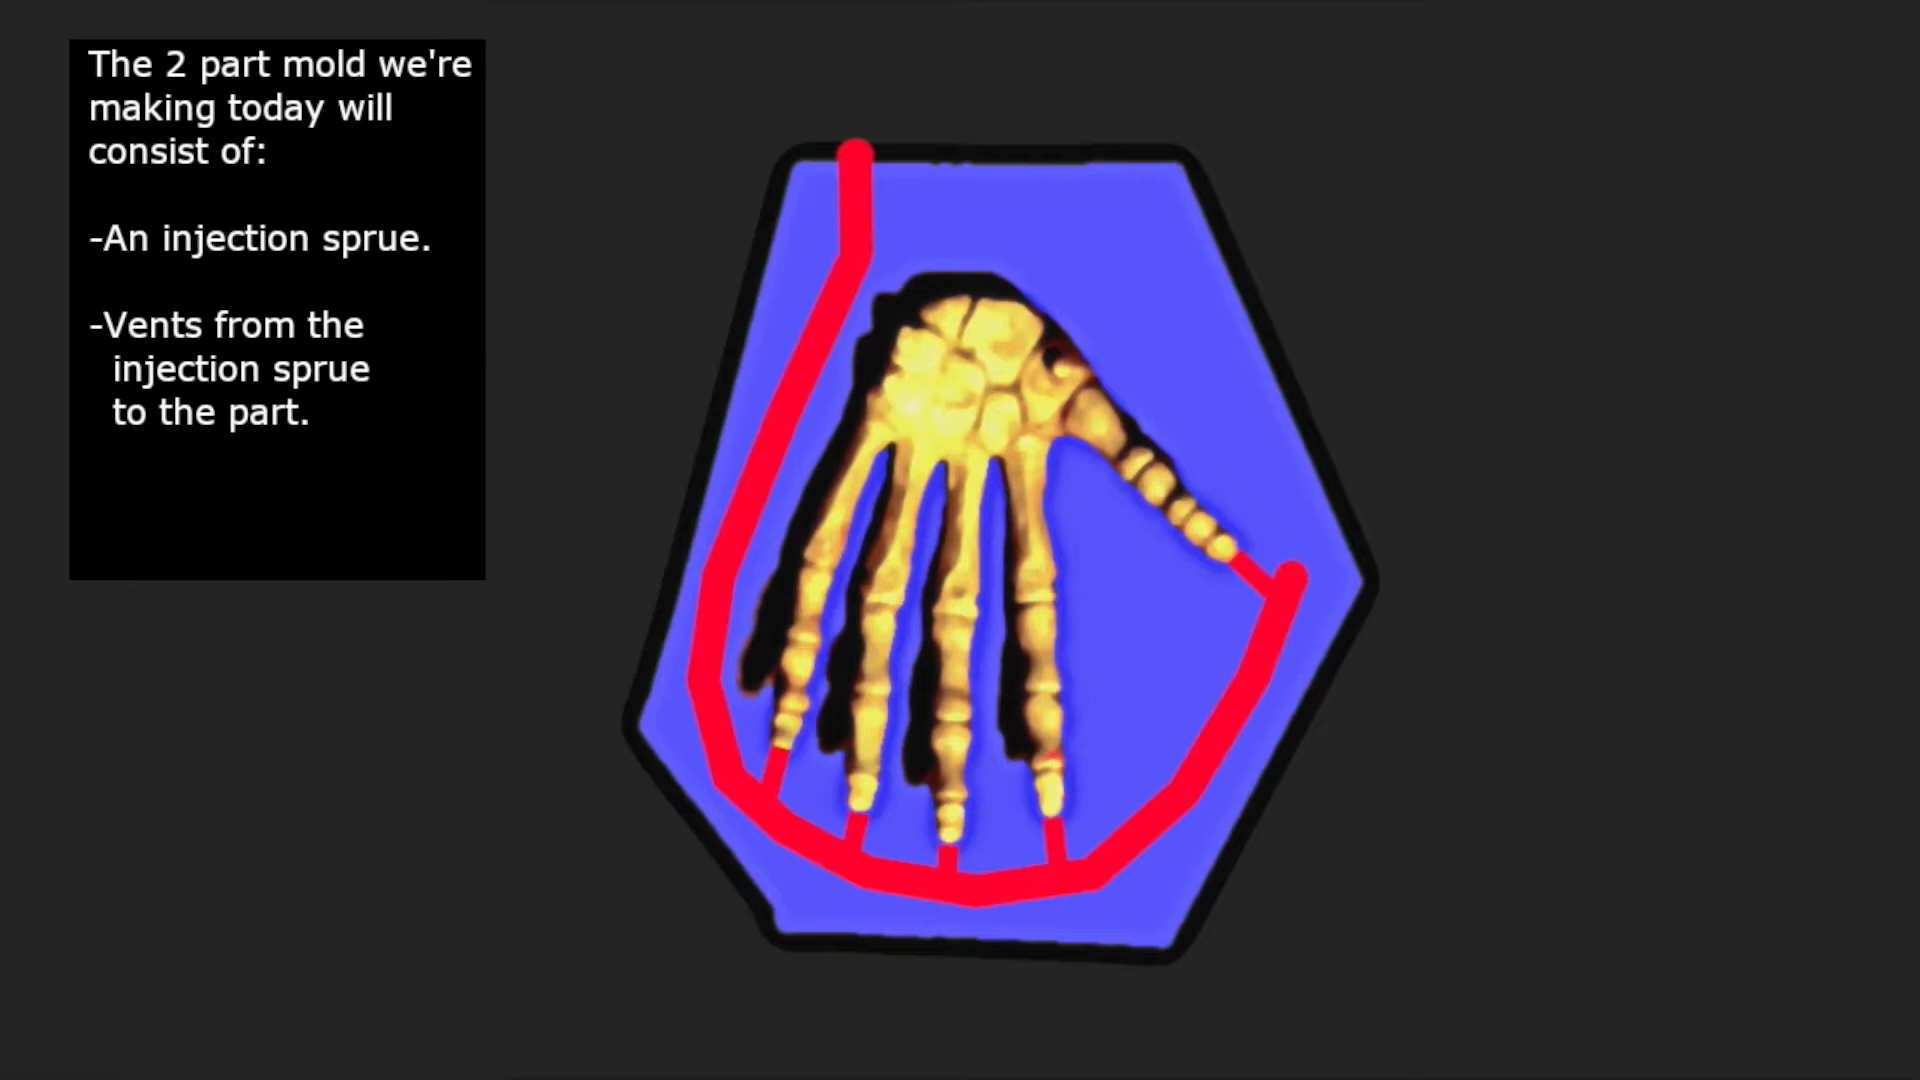 The 2 part mold we're
making today will
consist of:
-An injection sprue.
-Vents from the
injection sprue
to the part.